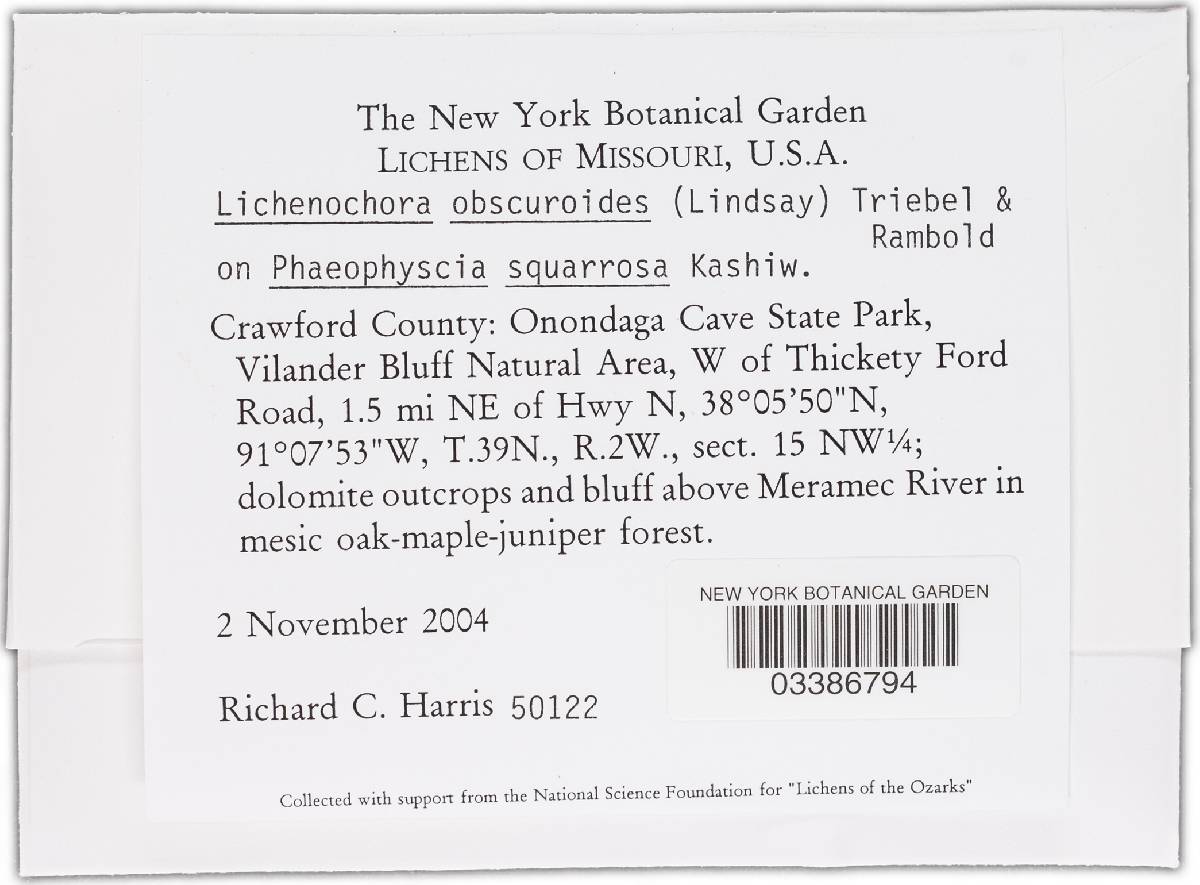 The New York Botanical Garden
LICHENS OF MISSOURI, U.S.A.
Lichenochora obscuroides (Lindsay) Triebel &
Rambold
on Phaeophyscia squarrosa Kashiw.
Crawford County: Onondaga Cave State Park,
Vilander Bluff Natural Area, W of Thickety Ford
Road, 1.5 mi NE of Hwy N, 38°05'50"N,
91°07'53"W, T.39N., R.2W., sect. 15 NW¼;
dolomite outcrops and bluff above Meramec River in
mesic oak-maple-juniper forest.
2 November 2004
NEW YORK BOTANICAL GARDEN
03386794
Richard C. Harris 50122
Collected with support from the National Science Foundation for "Lichens of the Ozarks"